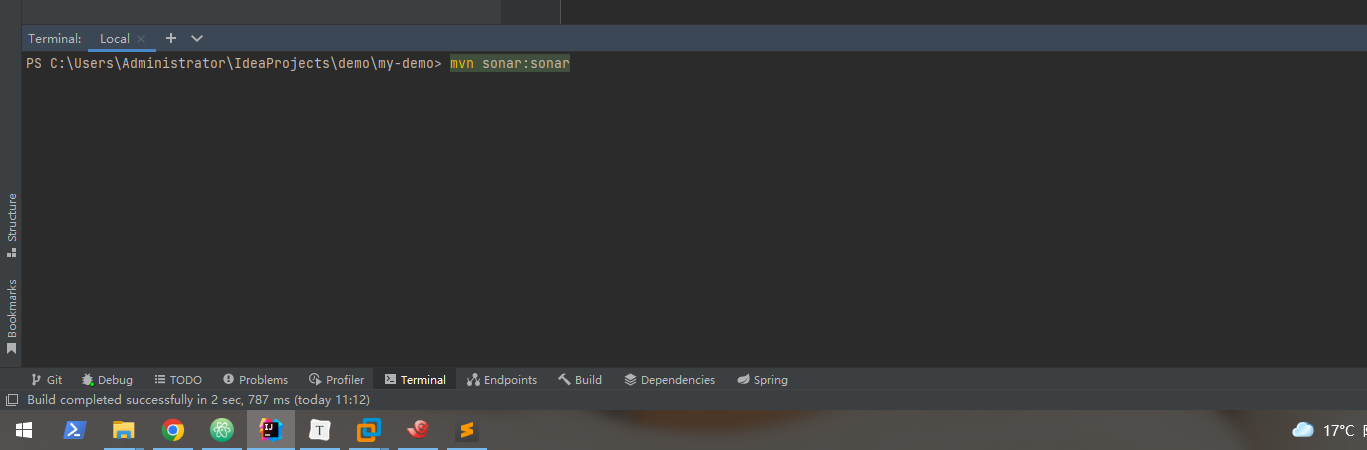 Terminal: Local
PS C:\Users\Administrator\IdeaProjects\demo\my-demo> mvn sonar:sonar
Structure
Bookmarks
Git Debug TODO Problems Profiler Terminal Endpoints Build Dependencies Spring
Build completed successfully in 2 sec, 787 ms (today 11:12)
IJ T 17°C